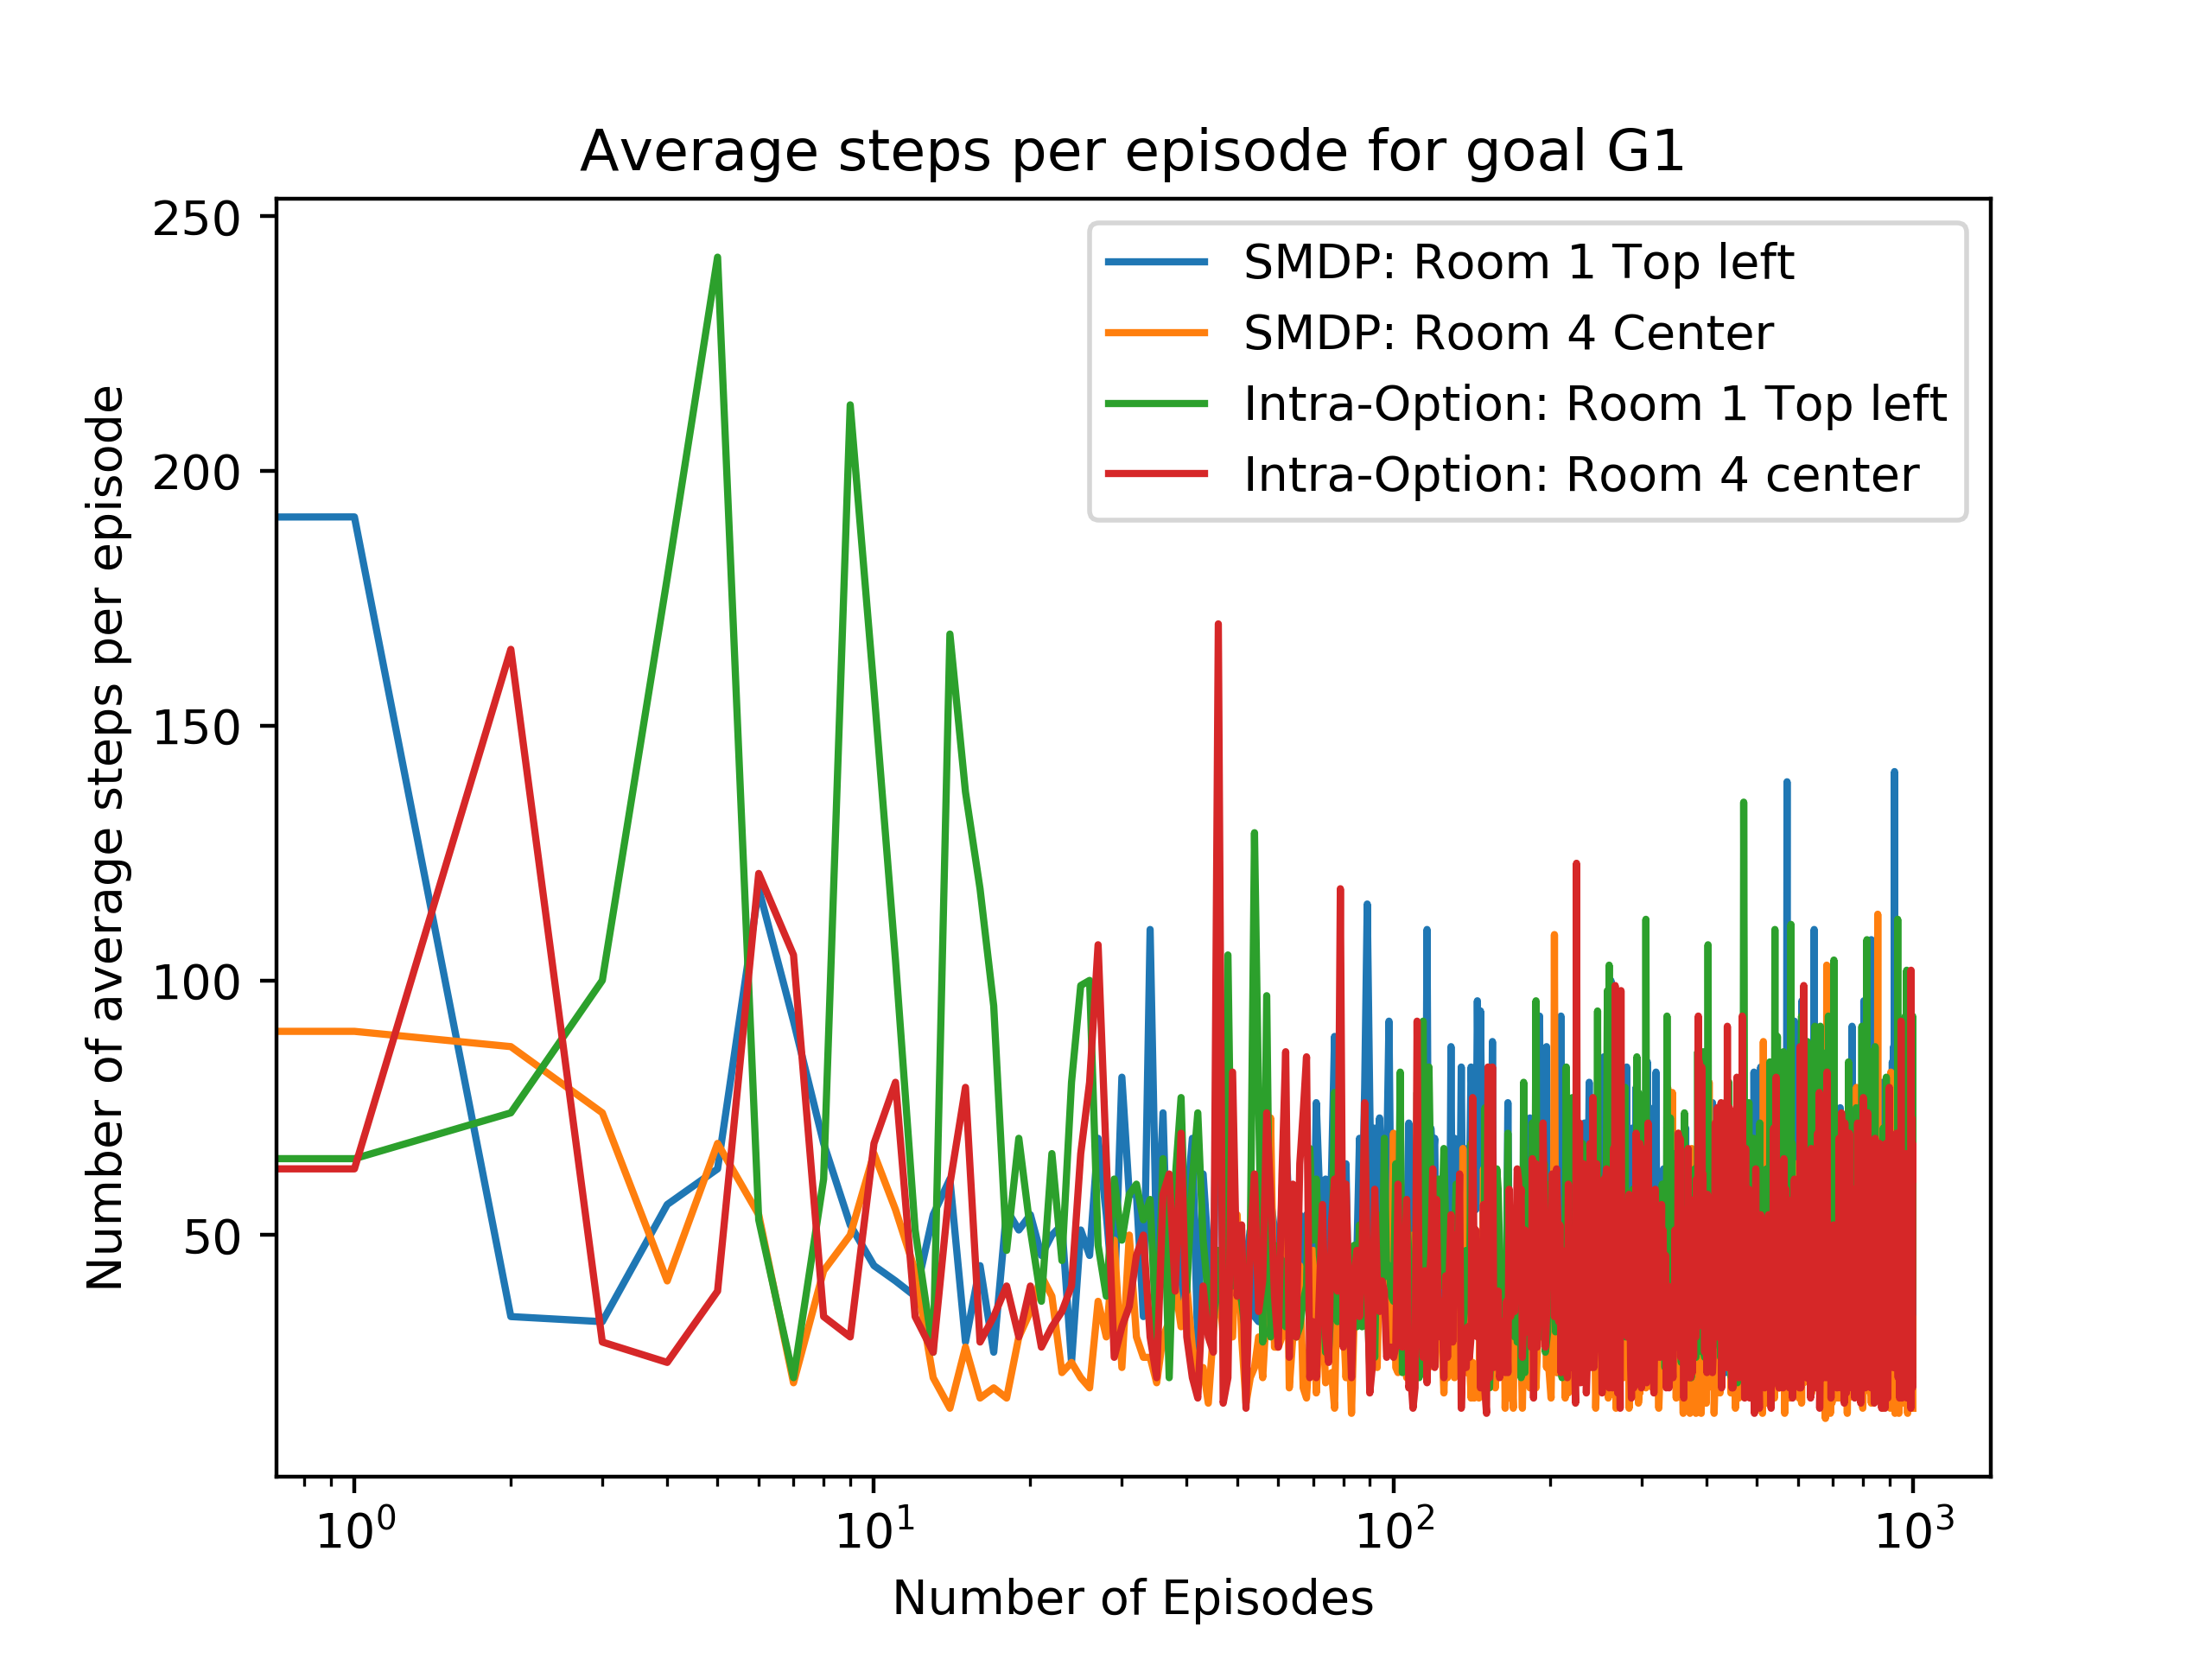 Average steps per episode for goal G1
Number of average steps per episode
250
200
150
100
50
SMDP: Room 1 Top left
SMDP: Room 4 Center
Intra-Option: Room 1 Top left
Intra-Option: Room 4 center
10⁰ 10¹ 10² 10³
Number of Episodes